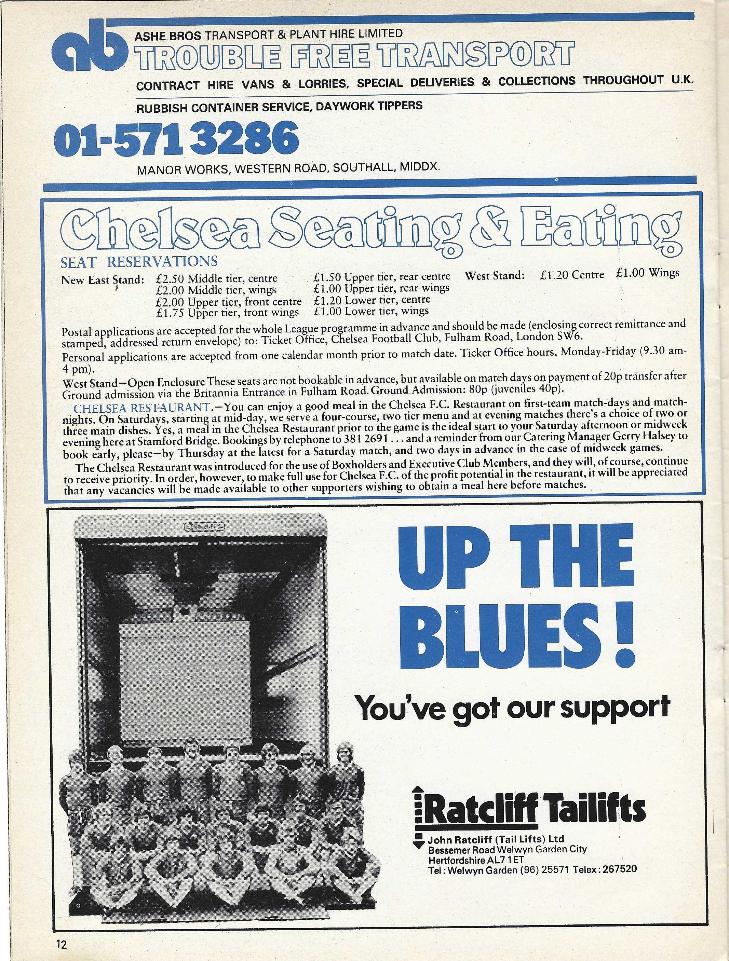 ab
ASHE BROS TRANSPORT & PLANT HIRE LIMITED
TROUBLE FREE TRANSPORT
CONTRACT HIRE VANS & LORRIES, SPECIAL DELIVERIES & COLLECTIONS THROUGHOUT U.K.
RUBBISH CONTAINER SERVICE, DAYWORK TIPPERS
01-571 3286
MANOR WORKS, WESTERN ROAD, SOUTHALL, MIDDX.
Chelsea Seating & Eating
SEAT RESERVATIONS
New East Stand: £2.50 Middle tier, centre £1.50 Upper tier, rear centre West Stand: £1.20 Centre £1.00 Wings
£2.00 Middle tier, wings £1.00 Upper tier, rear wings
£2.00 Upper tier, front centre £1.20 Lower tier, centre
£1.75 Upper tier, front wings £1.00 Lower tier, wings
Postal applications are accepted for the whole League programme in advance and should be made (enclosing correct remittance and
stamped, addressed return envelope) to: Ticket Office, Chelsea Football Club, Fulham Road, London SW6.
Personal applications are accepted from one calendar month prior to match date. Ticket Office hours, Monday-Friday (9.30 am-
4 pm).
West Stand—Open Enclosure These seats are not bookable in advance, but available on match days on payment of 20p transfer after
Ground admission via the Britannia Entrance in Fulham Road. Ground Admission: 80p (juveniles 40p).
CHELSEA RESTAURANT.—You can enjoy a good meal in the Chelsea F.C. Restaurant on first-team match-days and match-
nights. On Saturdays, starting at mid-day, we serve a four-course, two tier menu and at evening matches there's a choice of two or
three main dishes. Yes, a meal in the Chelsea Restaurant prior to the game is the ideal start to your Saturday afternoon or midweek
evening here at Stamford Bridge. Bookings by telephone to 381 2691 . . . and a reminder from our Catering Manager Gerry Halsey to
book early, please—by Thursday at the latest for a Saturday match, and two days in advance in the case of midweek games.
The Chelsea Restaurant was introduced for the use of Boxholders and Executive Club Members, and they will, of course, continue
to receive priority. In order, however, to make full use for Chelsea F.C. of the profit potential in the restaurant, it will be appreciated
that any vacancies will be made available to other supporters wishing to obtain a meal here before matches.
UP THE
BLUES!
You've got our support
Ratcliff Tailifts
John Ratcliff (Tail Lifts) Ltd
Bessemer Road Welwyn Garden City
Hertfordshire AL7 1ET
Tel: Welwyn Garden (96) 25571 Telex: 267520
12